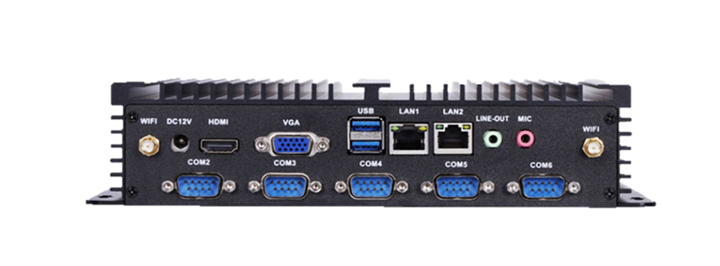 WIFI DC12V HDMI VGA USB LAN1 LAN2 LINE-OUT MIC WIFI
COM2 COM3 COM4 COM5 COM6